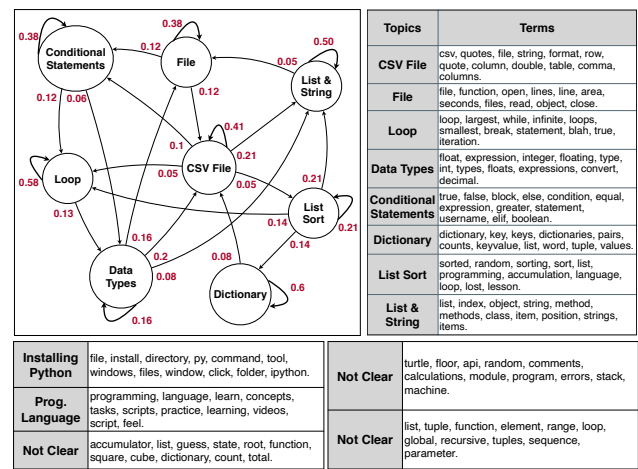 0.38
Conditional
Statements
0.38
0.12
File
0.50
0.05
List &
String
0.12
0.06
0.12
0.1
0.41
0.21
CSV File
0.05
0.05
0.58
Loop
0.13
0.21
List
Sort
0.21
0.14
0.14
0.16
0.2
0.08
0.08
Data
Types
0.16
Dictionary
0.6
Topics
Terms
CSV File
csv, quotes, file, string, format, row,
quote, column, double, table, comma,
columns.
File
file, function, open, lines, line, area,
seconds, files, read, object, close.
Loop
loop, largest, while, infinite, loops,
smallest, break, statement, blah, true,
iteration.
Data Types
float, expression, integer, floating, type,
int, types, floats, expressions, convert,
decimal.
Conditional
Statements
true, false, block, else, condition, equal,
expression, greater, statement,
username, elif, boolean.
Dictionary
dictionary, key, keys, dictionaries, pairs,
counts, keyvalue, list, word, tuple, values.
List Sort
sorted, random, sorting, sort, list,
programming, accumulation, language,
loop, lost, lesson.
List &
String
list, index, object, string, method,
methods, class, item, position, strings,
items.
Installing
Python
file, install, directory, py, command, tool,
windows, files, window, click, folder, ipython.
Prog.
Language
programming, language, learn, concepts,
tasks, scripts, practice, learning, videos,
script, feel.
Not Clear
accumulator, list, guess, state, root, function,
square, cube, dictionary, count, total.
Not Clear
turtle, floor, api, random, comments,
calculations, module, program, errors, stack,
machine.
Not Clear
list, tuple, function, element, range, loop,
global, recursive, tuples, sequence,
parameter.